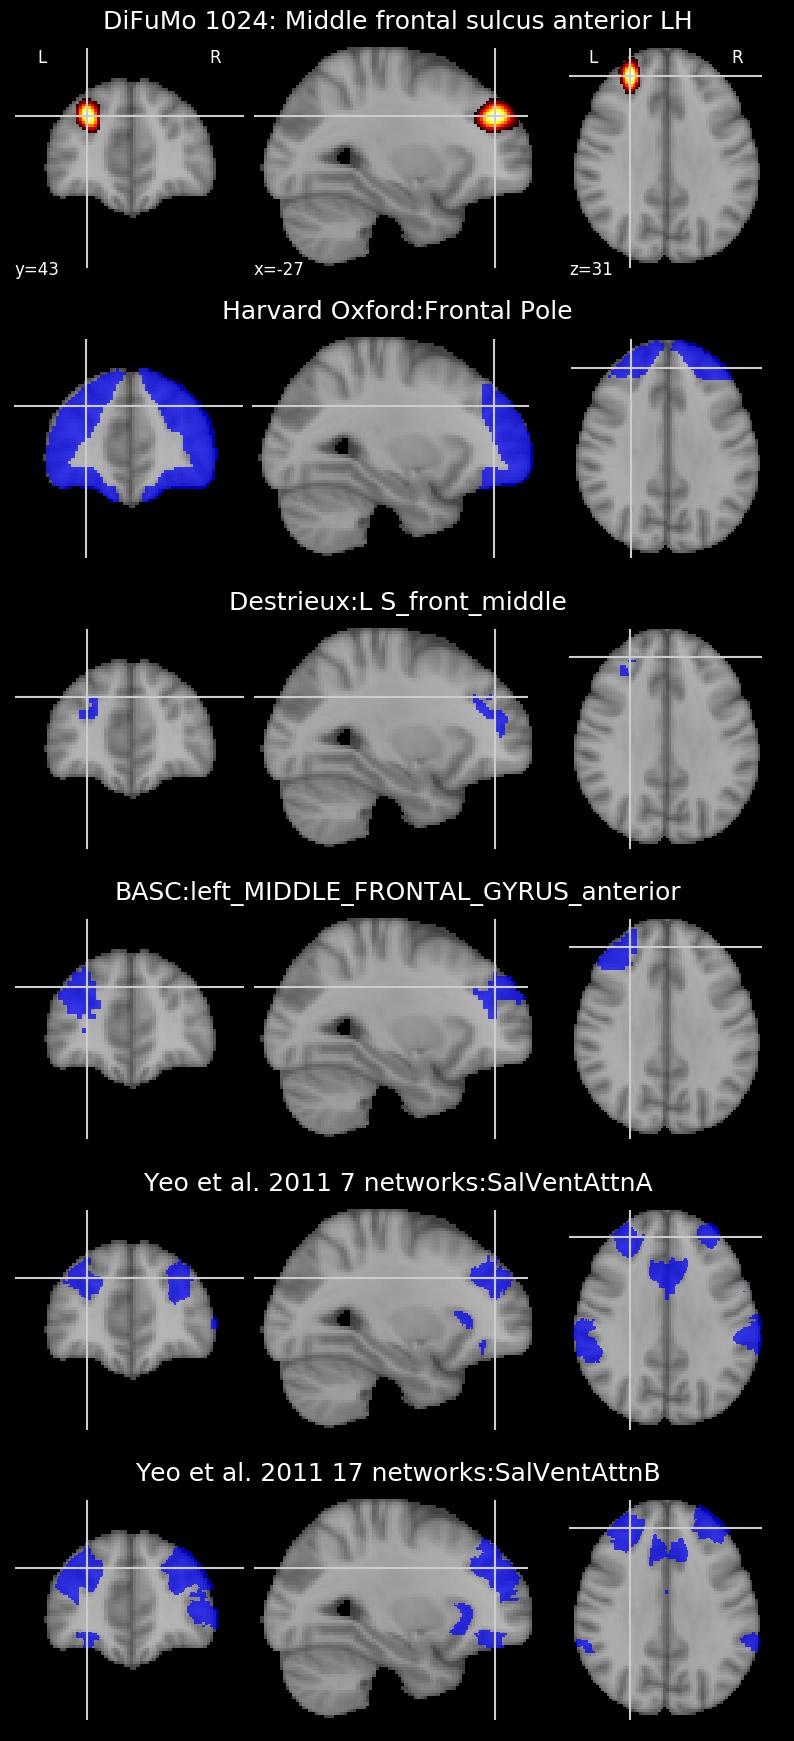 DiFuMo 1024: Middle frontal sulcus anterior LH
L R L R
y=43 x=-27 z=31
Harvard Oxford:Frontal Pole
Destrieux:L S_front_middle
BASC:left_MIDDLE_FRONTAL_GYRUS_anterior
Yeo et al. 2011 7 networks:SalVentAttnA
Yeo et al. 2011 17 networks:SalVentAttnB